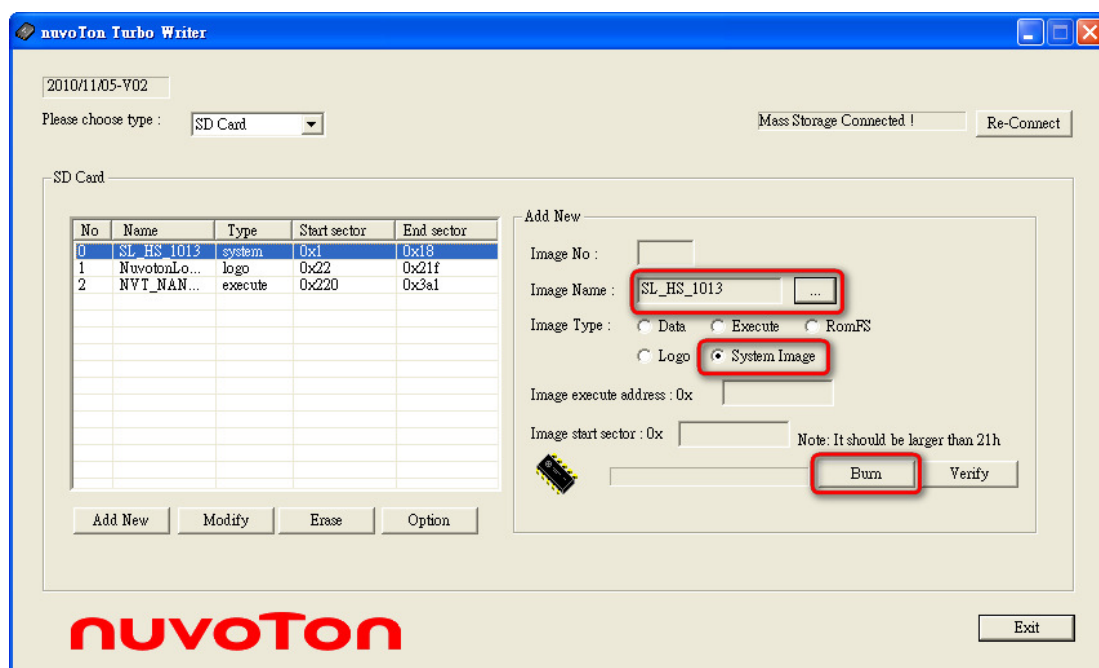 nuvoTon Turbo Writer
2010/11/05-V02
Please choose type : SD Card Mass Storage Connected ! Re-Connect
SD Card
No Name Type Start sector End sector
0 SL_HS_1013 system 0x1 0x18
1 NuvotonLo... logo 0x22 0x21f
2 NVT_NAN... execute 0x220 0x3a1
Add New Modify Erase Option
Add New
Image No :
Image Name : SL_HS_1013 ...
Image Type : Data Execute RomFS
Logo System Image
Image execute address : 0x
Image start sector : 0x Note: It should be larger than 21h
Burn Verify
nuvoTon
Exit